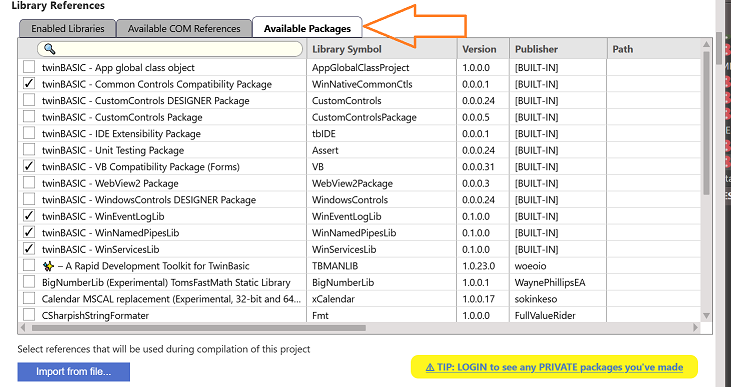 Library References
Enabled Libraries Available COM References Available Packages
Library Symbol Version Publisher Path
twinBASIC - App global class object AppGlobalClassProject 1.0.0.0 [BUILT-IN]
twinBASIC - Common Controls Compatibility Package WinNativeCommonCtls 0.0.0.1 [BUILT-IN]
twinBASIC - CustomControls DESIGNER Package CustomControls 0.0.0.24 [BUILT-IN]
twinBASIC - CustomControls Package CustomControlsPackage 0.0.0.5 [BUILT-IN]
twinBASIC - IDE Extensibility Package tbIDE 0.0.0.1 [BUILT-IN]
twinBASIC - Unit Testing Package Assert 0.0.0.24 [BUILT-IN]
twinBASIC - VB Compatibility Package (Forms) VB 0.0.0.31 [BUILT-IN]
twinBASIC - WebView2 Package WebView2Package 0.0.0.3 [BUILT-IN]
twinBASIC - WindowsControls DESIGNER Package WindowsControls 0.0.0.24 [BUILT-IN]
twinBASIC - WinEventLogLib WinEventLogLib 0.1.0.0 [BUILT-IN]
twinBASIC - WinNamedPipesLib WinNamedPipesLib 0.1.0.0 [BUILT-IN]
twinBASIC - WinServicesLib WinServicesLib 0.1.0.0 [BUILT-IN]
✨ – A Rapid Development Toolkit for TwinBasic TBMANLIB 1.0.23.0 woeoio
BigNumberLib (Experimental) TomsFastMath Static Library BigNumberLib 1.0.0.1 WaynePhillipsEA
Calendar MSCAL replacement (Experimental, 32-bit and 64... xCalendar 1.0.0.17 sokinkeso
CSharpishStringFormater Fmt 1.0.0.0 FullValueRider
Select references that will be used during compilation of this project
Import from file...
⚠ TIP: LOGIN to see any PRIVATE packages you've made